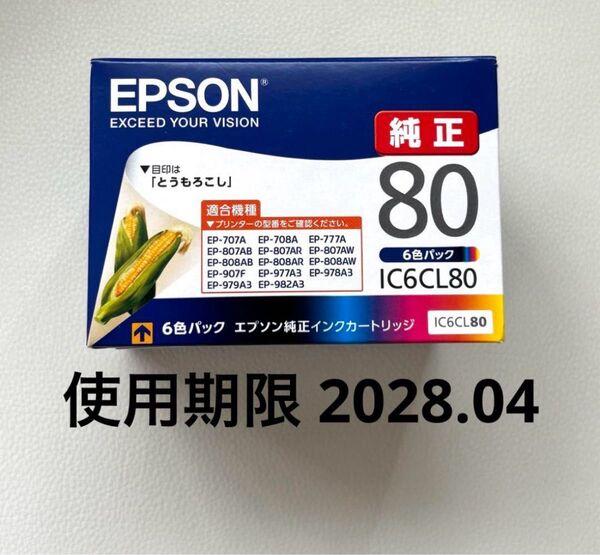 EPSON®
EXCEED YOUR VISION
純正
▼目印は
「とうもろこし」
80
適合機種
▼プリンターの型番をご確認ください。
EP-707A EP-708A EP-777A
EP-807AB EP-807AR EP-807AW
EP-808AB EP-808AR EP-808AW
EP-907F EP-977A3 EP-978A3
EP-979A3 EP-982A3
6色パック
IC6CL80
6色パック エプソン純正インクカートリッジ
IC6CL80
使用期限 2028.04